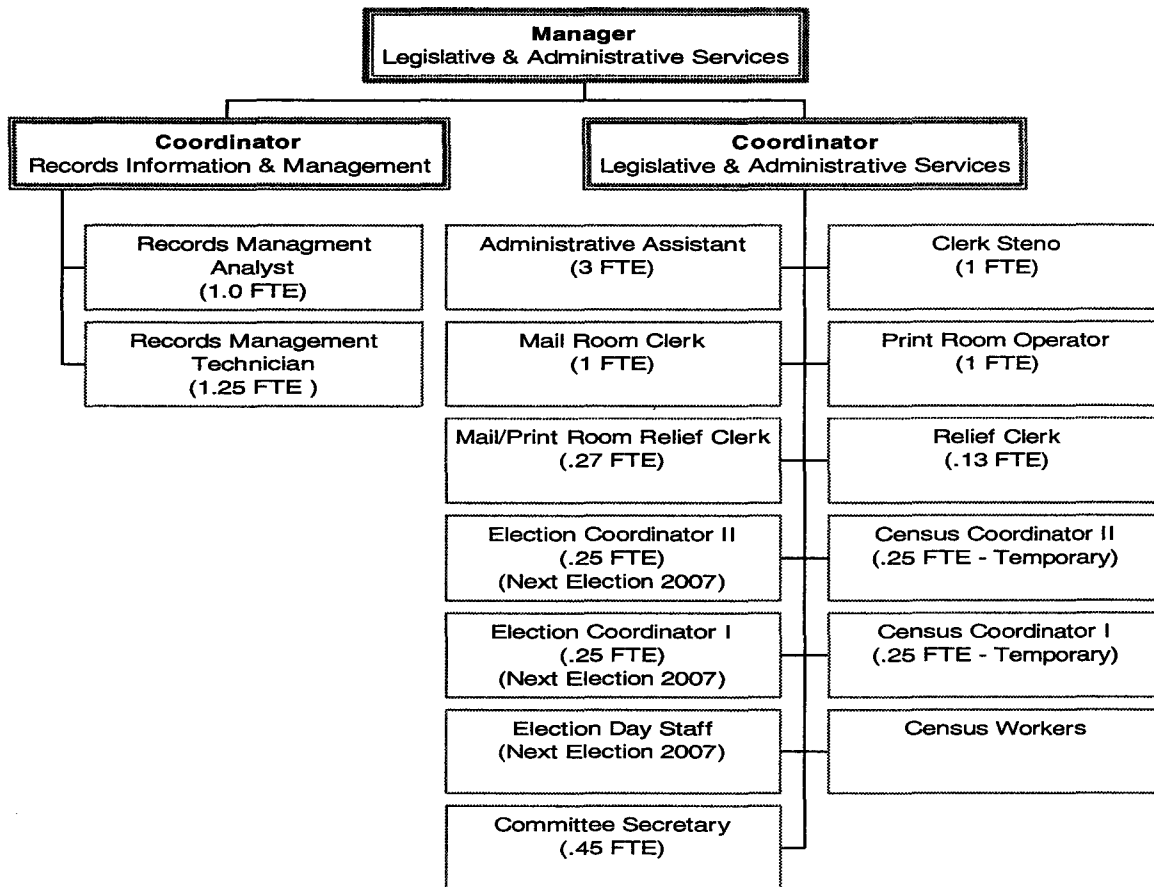 Manager
Legislative & Administrative Services
Coordinator
Records Information & Management
Coordinator
Legislative & Administrative Services
Records Managment
Analyst
(1.0 FTE)
Records Management
Technician
(1.25 FTE )
Administrative Assistant
(3 FTE)
Clerk Steno
(1 FTE)
Mail Room Clerk
(1 FTE)
Print Room Operator
(1 FTE)
Mail/Print Room Relief Clerk
(.27 FTE)
Relief Clerk
(.13 FTE)
Election Coordinator II
(.25 FTE)
(Next Election 2007)
Census Coordinator II
(.25 FTE - Temporary)
Election Coordinator I
(.25 FTE)
(Next Election 2007)
Census Coordinator I
(.25 FTE - Temporary)
Election Day Staff
(Next Election 2007)
Census Workers
Committee Secretary
(.45 FTE)